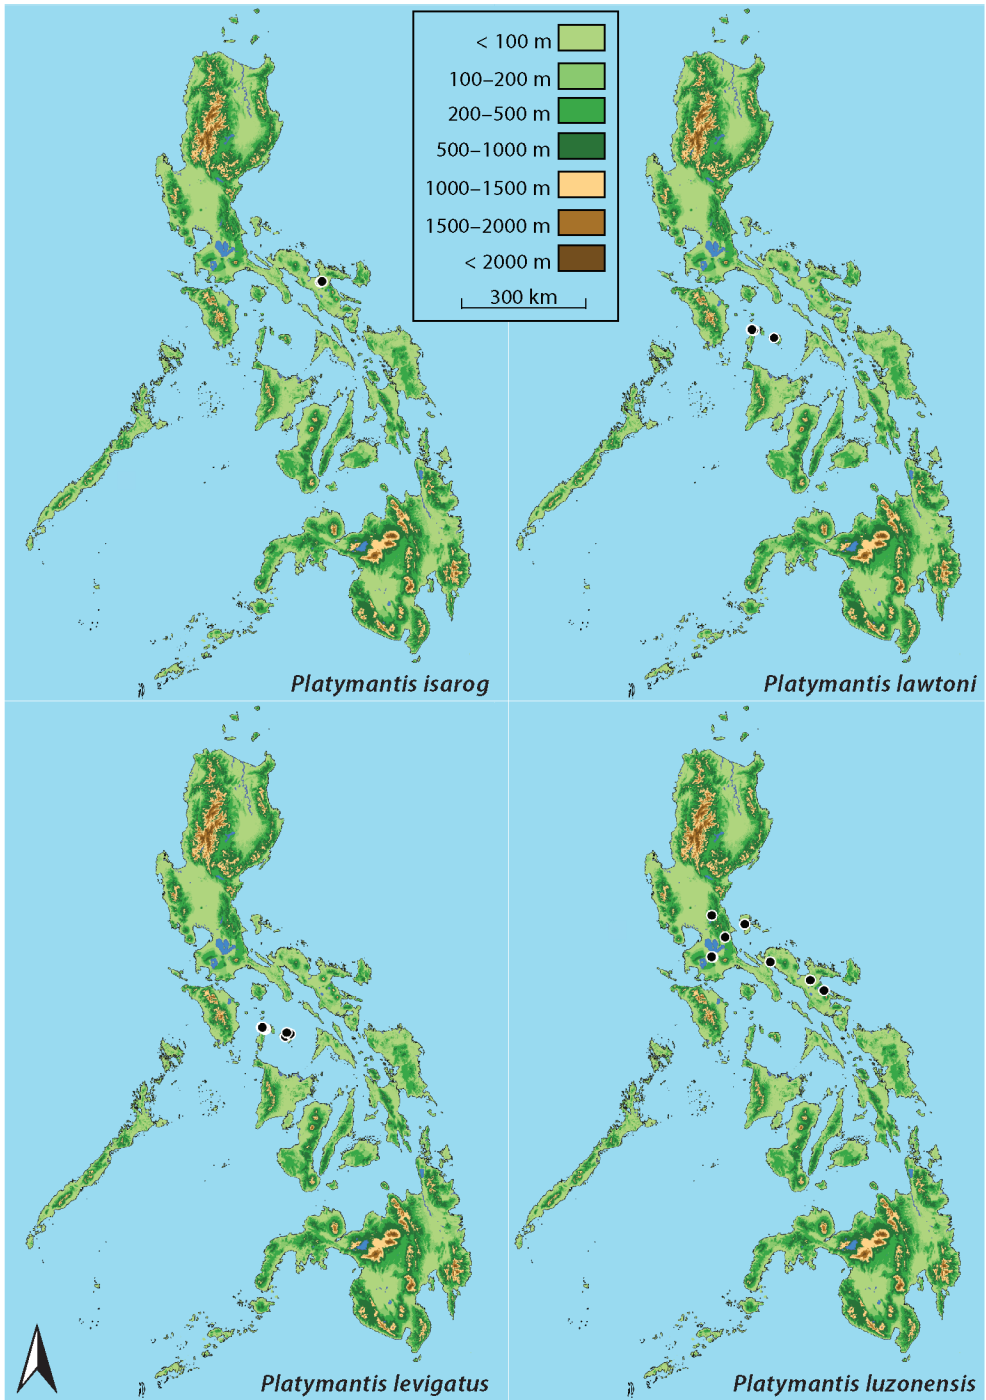 < 100 m
100–200 m
200–500 m
500–1000 m
1000–1500 m
1500–2000 m
< 2000 m
300 km
Platymantis isarog
Platymantis lawtoni
Platymantis levigatus
Platymantis luzonensis